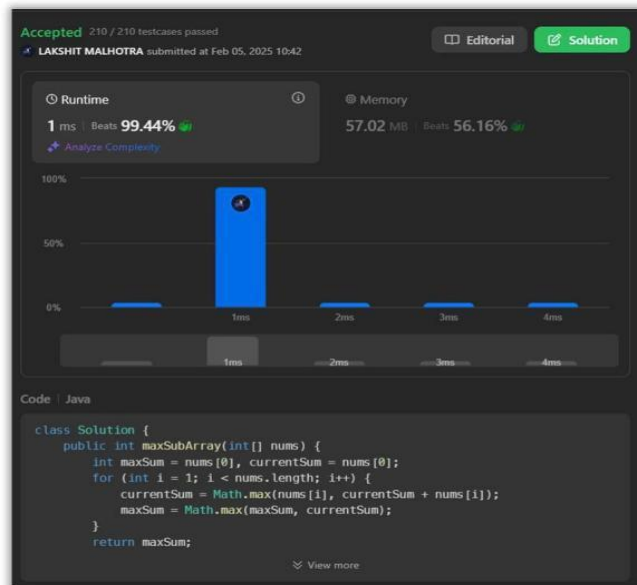 Accepted 210 / 210 testcases passed
LAKSHIT MALHOTRA submitted at Feb 05, 2025 10:42
Editorial
Solution
Runtime
1 ms | Beats 99.44%
Analyze Complexity
Memory
57.02 MB | Beats 56.16%
100%
50%
0%
1ms 2ms 3ms 4ms
1ms 2ms 3ms 4ms
Code | Java
class Solution {
    public int maxSubArray(int[] nums) {
        int maxSum = nums[0], currentSum = nums[0];
        for (int i = 1; i < nums.length; i++) {
            currentSum = Math.max(nums[i], currentSum + nums[i]);
            maxSum = Math.max(maxSum, currentSum);
        }
        return maxSum;
View more